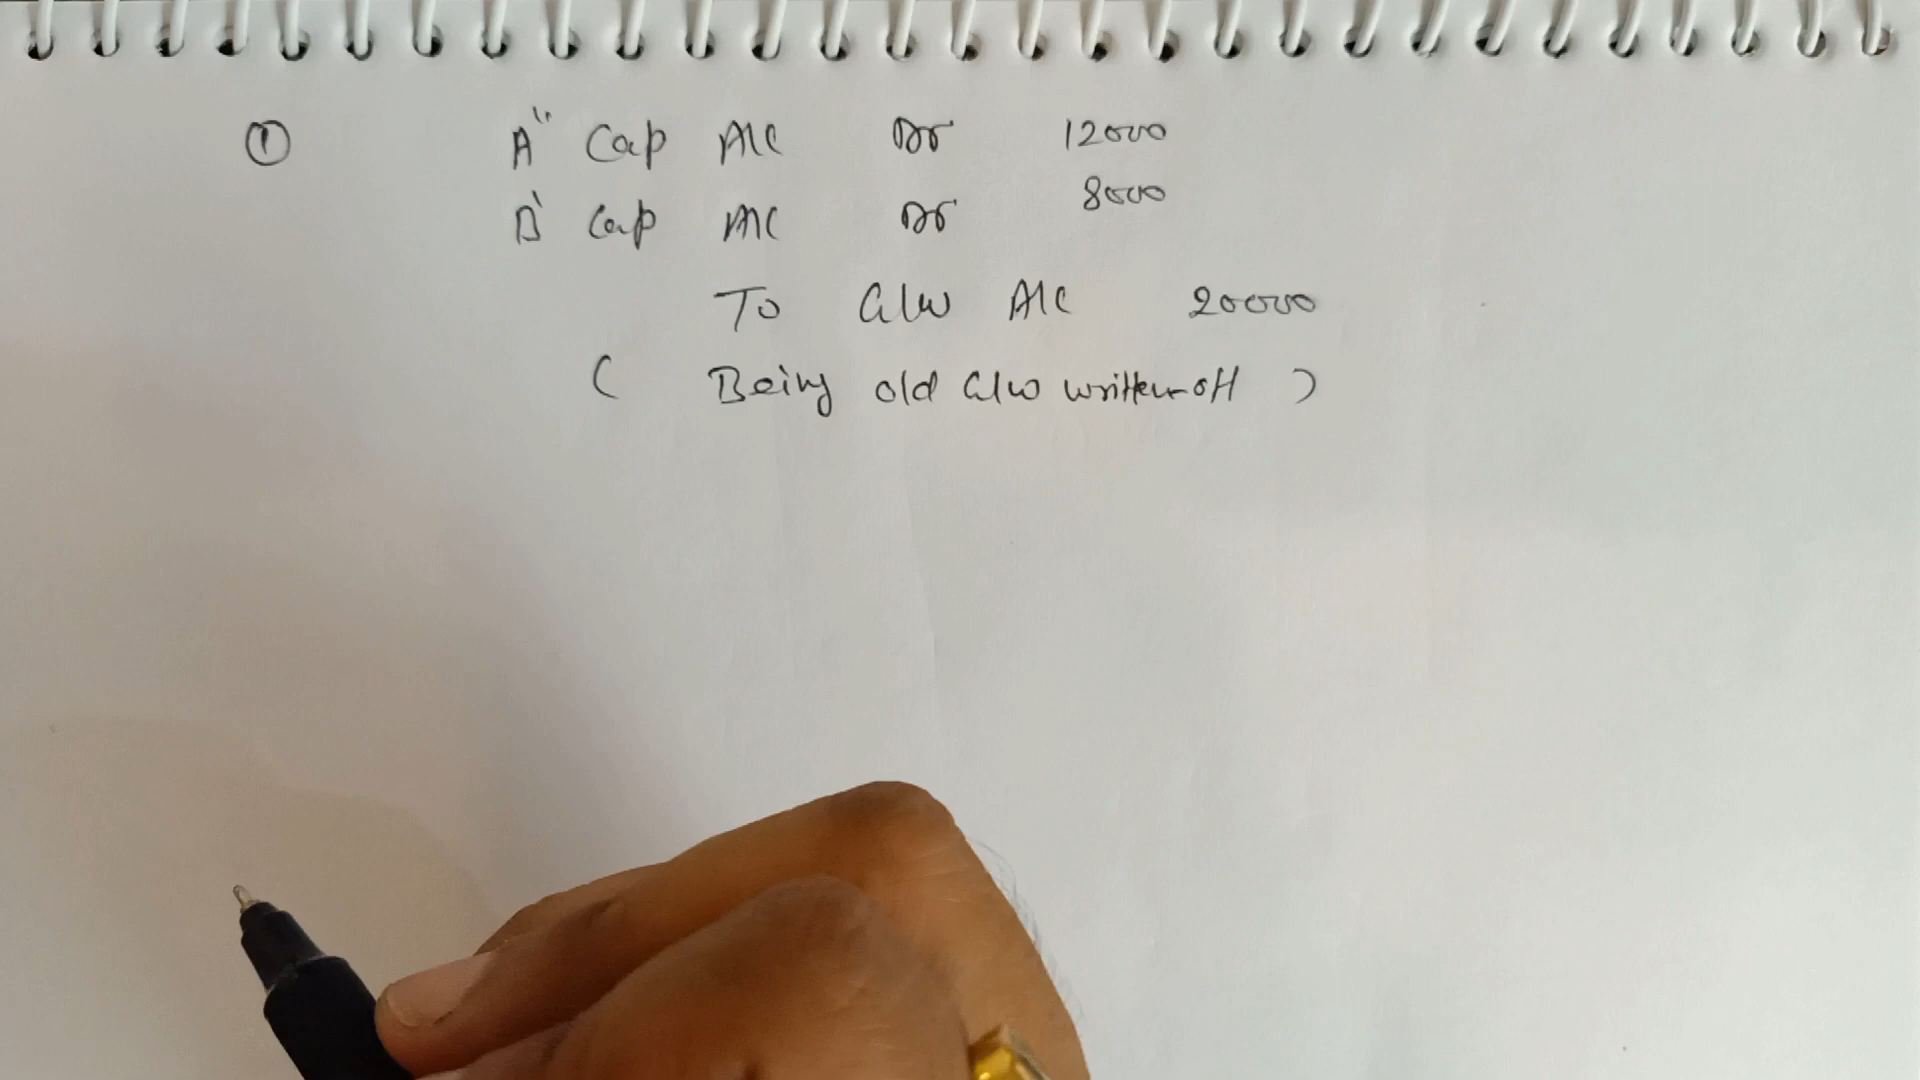 ① A" Cap A/C Dr 12000
B' Cap A/C Dr 8000
To G/W A/C 20000
( Being old G/W written off )